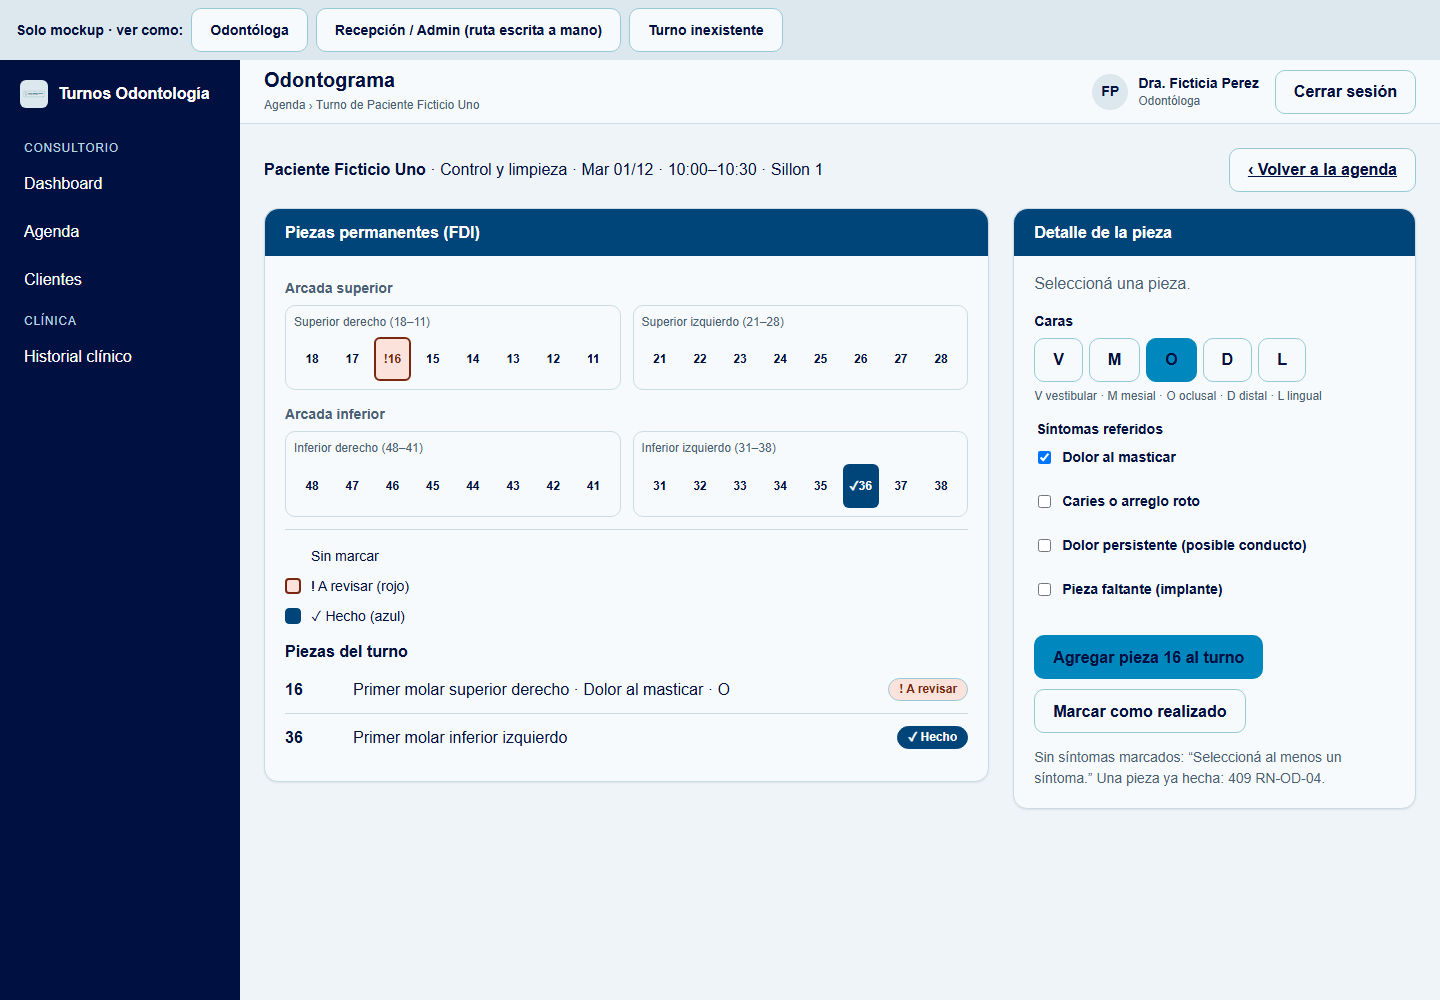 Solo mockup · ver como:
Odontóloga
Recepción / Admin (ruta escrita a mano)
Turno inexistente
Turnos Odontología
CONSULTORIO
Dashboard
Agenda
Clientes
CLÍNICA
Historial clínico
Odontograma
Agenda › Turno de Paciente Ficticio Uno
FP
Dra. Ficticia Perez
Odontóloga
Cerrar sesión
Paciente Ficticio Uno · Control y limpieza · Mar 01/12 · 10:00–10:30 · Sillon 1
‹ Volver a la agenda
Piezas permanentes (FDI)
Arcada superior
Superior derecho (18–11)
18 17 !16 15 14 13 12 11
Superior izquierdo (21–28)
21 22 23 24 25 26 27 28
Arcada inferior
Inferior derecho (48–41)
48 47 46 45 44 43 42 41
Inferior izquierdo (31–38)
31 32 33 34 35 ✓36 37 38
Sin marcar
! A revisar (rojo)
✓ Hecho (azul)
Piezas del turno
16 Primer molar superior derecho · Dolor al masticar · O ! A revisar
36 Primer molar inferior izquierdo ✓ Hecho
Detalle de la pieza
Seleccioná una pieza.
Caras
V M O D L
V vestibular · M mesial · O oclusal · D distal · L lingual
Síntomas referidos
Dolor al masticar
Caries o arreglo roto
Dolor persistente (posible conducto)
Pieza faltante (implante)
Agregar pieza 16 al turno
Marcar como realizado
Sin síntomas marcados: “Seleccioná al menos un
síntoma.” Una pieza ya hecha: 409 RN-OD-04.